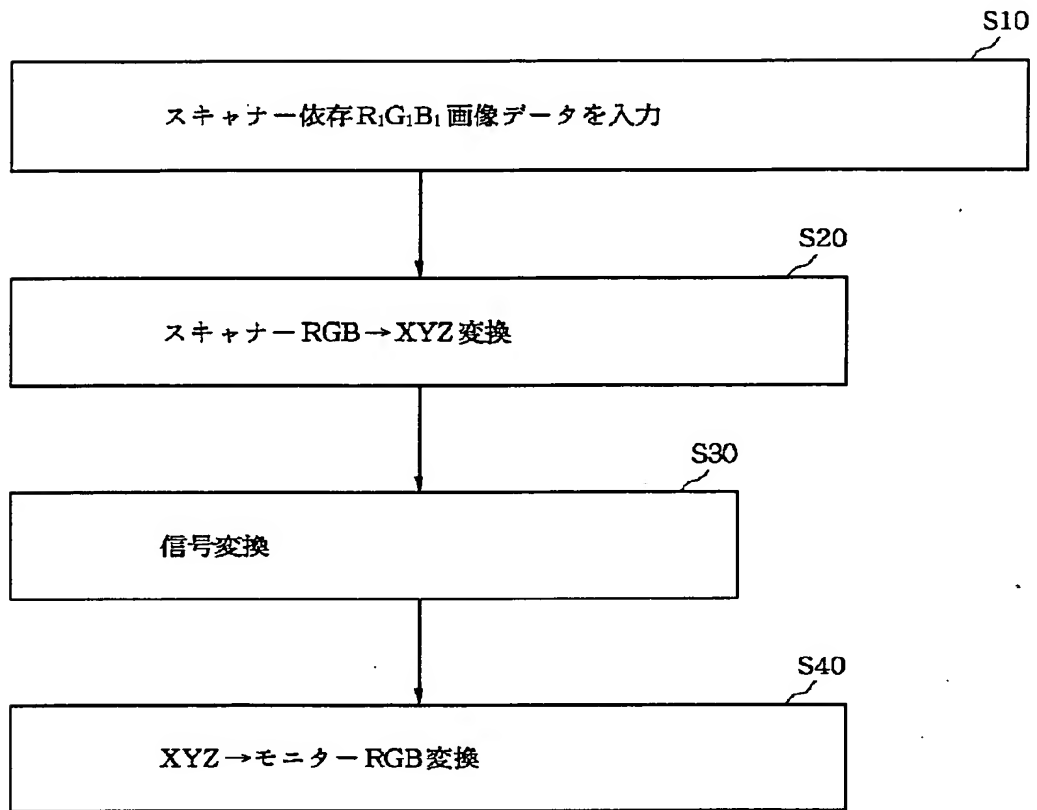 S10
スキャナー依存R₁G₁B₁画像データを入力
S20
スキャナーRGB→XYZ変換
S30
信号変換
S40
XYZ→モニターRGB変換